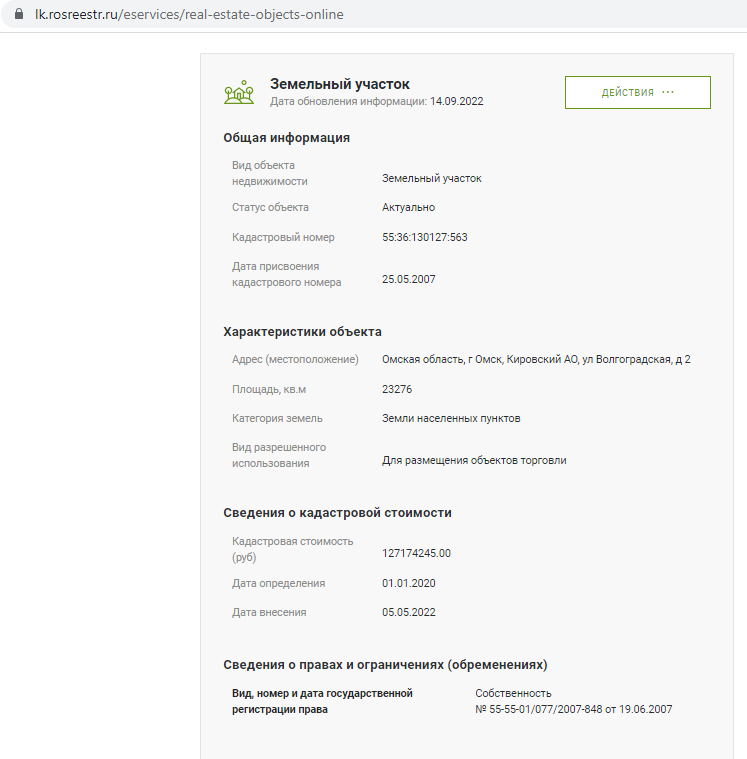 lk.rosreestr.ru/eservices/real-estate-objects-online
Земельный участок
Дата обновления информации: 14.09.2022
ДЕЙСТВИЯ ···
Общая информация
Вид объекта
недвижимости
Земельный участок
Статус объекта
Актуально
Кадастровый номер
55:36:130127:563
Дата присвоения
кадастрового номера
25.05.2007
Характеристики объекта
Адрес (местоположение)
Омская область, г Омск, Кировский АО, ул Волгоградская, д 2
Площадь, кв.м
23276
Категория земель
Земли населенных пунктов
Вид разрешенного
использования
Для размещения объектов торговли
Сведения о кадастровой стоимости
Кадастровая стоимость
(руб)
127174245.00
Дата определения
01.01.2020
Дата внесения
05.05.2022
Сведения о правах и ограничениях (обременениях)
Вид, номер и дата государственной
регистрации права
Собственность
№ 55-55-01/077/2007-848 от 19.06.2007